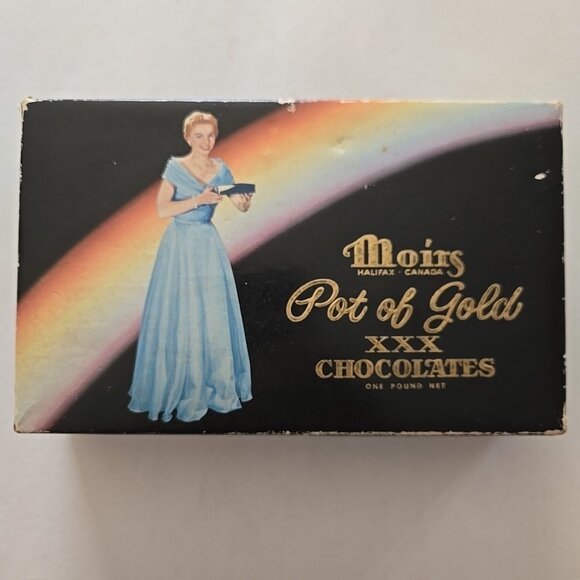 Moirs
HALIFAX · CANADA
Pot of Gold
XXX
CHOCOLATES
ONE POUND NET